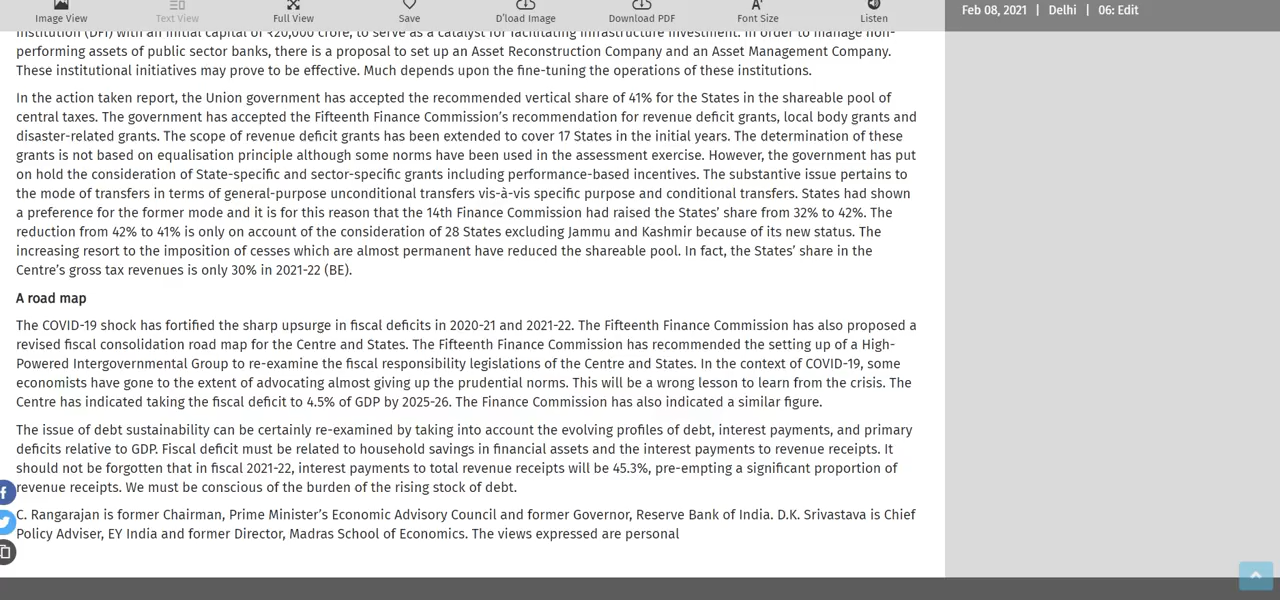 Image View
Text View
Full View
Save
D'load Image
Download PDF
Font Size
Listen
Feb 08, 2021 | Delhi | 06: Edit
institution (DFI) with an initial capital of ₹20,000 crore, to serve as a catalyst for facilitating infrastructure investment. In order to manage non-
performing assets of public sector banks, there is a proposal to set up an Asset Reconstruction Company and an Asset Management Company.
These institutional initiatives may prove to be effective. Much depends upon the fine-tuning the operations of these institutions.
In the action taken report, the Union government has accepted the recommended vertical share of 41% for the States in the shareable pool of
central taxes. The government has accepted the Fifteenth Finance Commission's recommendation for revenue deficit grants, local body grants and
disaster-related grants. The scope of revenue deficit grants has been extended to cover 17 States in the initial years. The determination of these
grants is not based on equalisation principle although some norms have been used in the assessment exercise. However, the government has put
on hold the consideration of State-specific and sector-specific grants including performance-based incentives. The substantive issue pertains to
the mode of transfers in terms of general-purpose unconditional transfers vis-à-vis specific purpose and conditional transfers. States had shown
a preference for the former mode and it is for this reason that the 14th Finance Commission had raised the States' share from 32% to 42%. The
reduction from 42% to 41% is only on account of the consideration of 28 States excluding Jammu and Kashmir because of its new status. The
increasing resort to the imposition of cesses which are almost permanent have reduced the shareable pool. In fact, the States' share in the
Centre's gross tax revenues is only 30% in 2021-22 (BE).
A road map
The COVID-19 shock has fortified the sharp upsurge in fiscal deficits in 2020-21 and 2021-22. The Fifteenth Finance Commission has also proposed a
revised fiscal consolidation road map for the Centre and States. The Fifteenth Finance Commission has recommended the setting up of a High-
Powered Intergovernmental Group to re-examine the fiscal responsibility legislations of the Centre and States. In the context of COVID-19, some
economists have gone to the extent of advocating almost giving up the prudential norms. This will be a wrong lesson to learn from the crisis. The
Centre has indicated taking the fiscal deficit to 4.5% of GDP by 2025-26. The Finance Commission has also indicated a similar figure.
The issue of debt sustainability can be certainly re-examined by taking into account the evolving profiles of debt, interest payments, and primary
deficits relative to GDP. Fiscal deficit must be related to household savings in financial assets and the interest payments to revenue receipts. It
should not be forgotten that in fiscal 2021-22, interest payments to total revenue receipts will be 45.3%, pre-empting a significant proportion of
revenue receipts. We must be conscious of the burden of the rising stock of debt.
C. Rangarajan is former Chairman, Prime Minister's Economic Advisory Council and former Governor, Reserve Bank of India. D.K. Srivastava is Chief
Policy Adviser, EY India and former Director, Madras School of Economics. The views expressed are personal